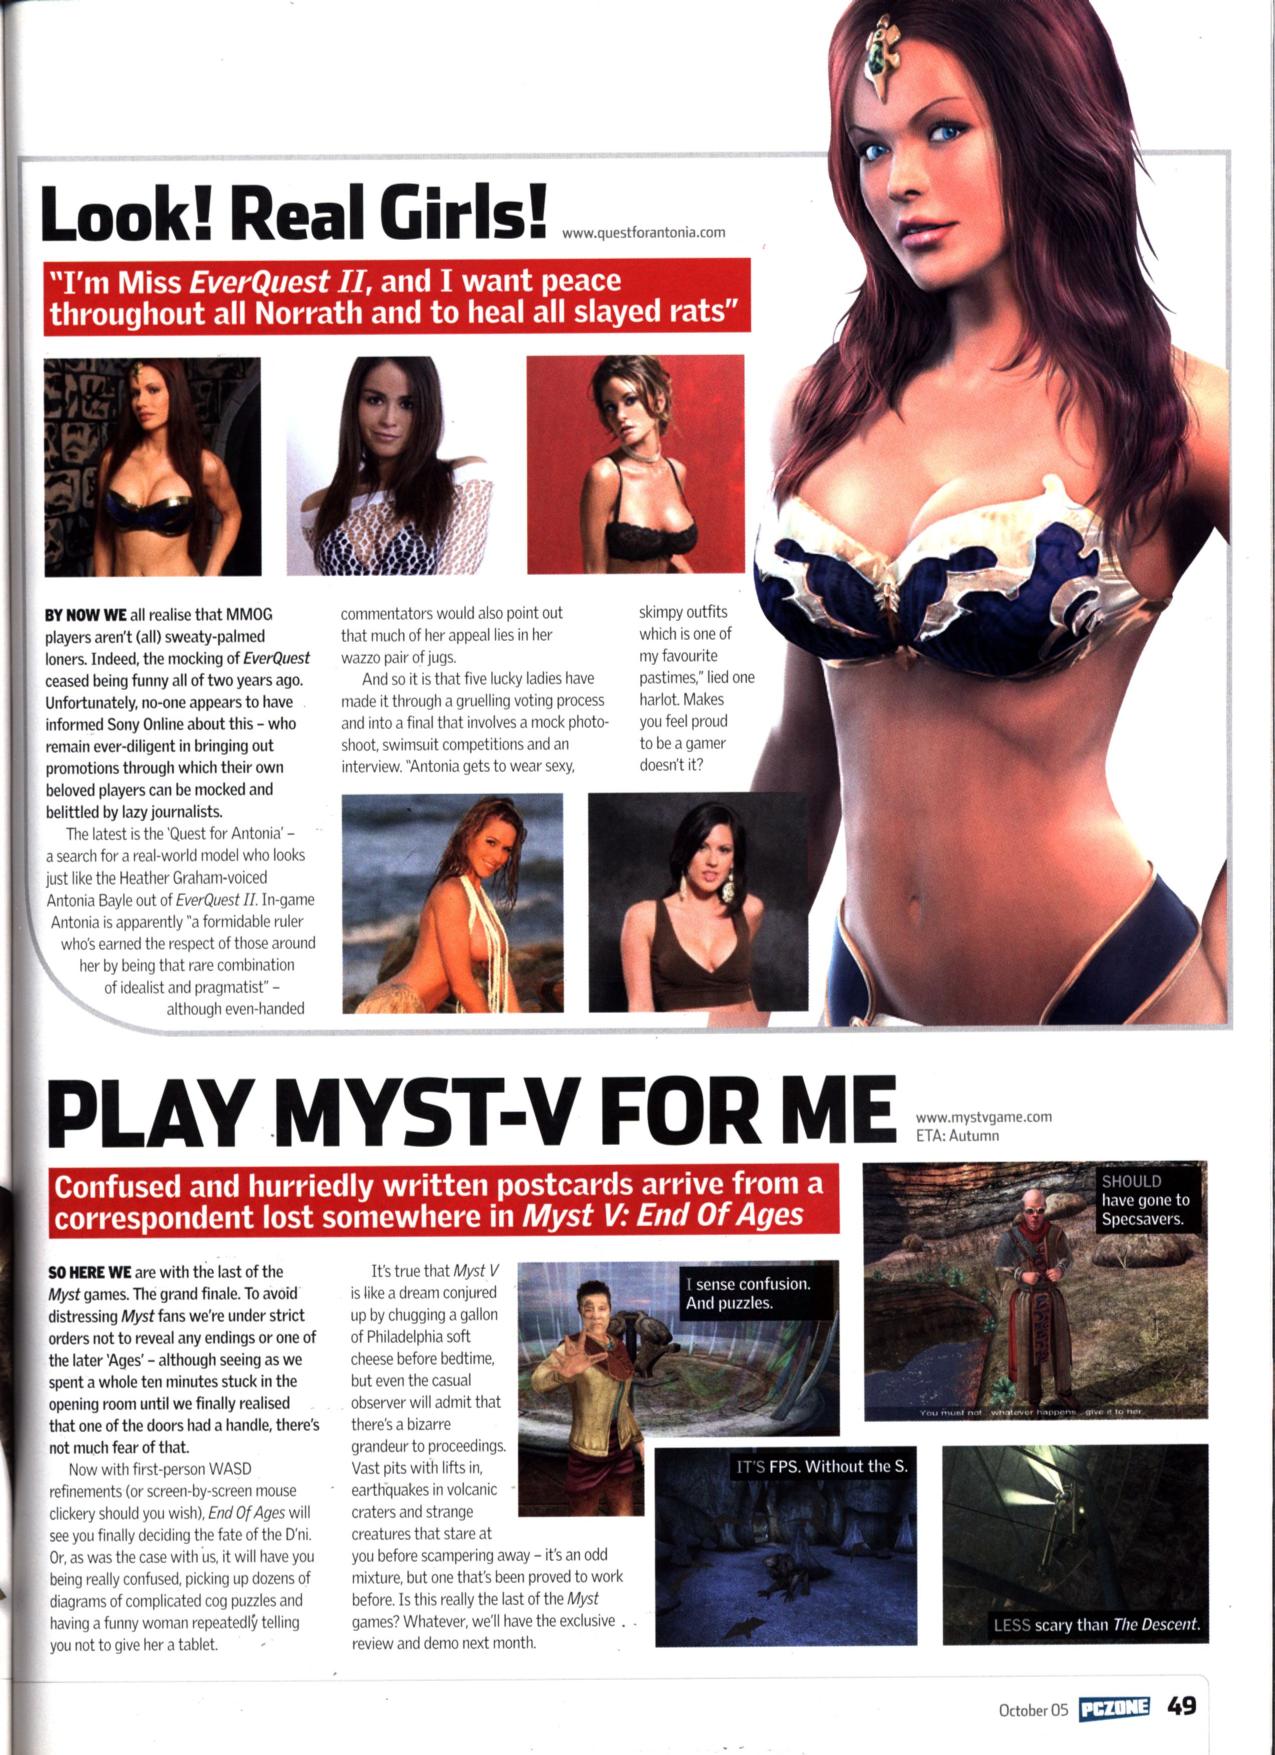 Look! Real Girls!
www.questforantonia.com
"I'm Miss EverQuest II, and I want peace
throughout all Norrath and to heal all slayed rats"
BY NOW WE all realise that MMOG
players aren't (all) sweaty-palmed
loners. Indeed, the mocking of EverQuest
ceased being funny all of two years ago.
Unfortunately, no-one appears to have
informed Sony Online about this – who
remain ever-diligent in bringing out
promotions through which their own
beloved players can be mocked and
belittled by lazy journalists.
The latest is the 'Quest for Antonia' –
a search for a real-world model who looks
just like the Heather Graham-voiced
Antonia Bayle out of EverQuest II. In-game
Antonia is apparently "a formidable ruler
who's earned the respect of those around
her by being that rare combination
of idealist and pragmatist" –
although even-handed
commentators would also point out
that much of her appeal lies in her
wazzo pair of jugs.
And so it is that five lucky ladies have
made it through a gruelling voting process
and into a final that involves a mock photo-
shoot, swimsuit competitions and an
interview. "Antonia gets to wear sexy,
skimpy outfits
which is one of
my favourite
pastimes," lied one
harlot. Makes
you feel proud
to be a gamer
doesn't it?
PLAY MYST-V FOR ME
www.mystvgame.com
ETA: Autumn
Confused and hurriedly written postcards arrive from a
correspondent lost somewhere in Myst V: End Of Ages
SO HERE WE are with the last of the
Myst games. The grand finale. To avoid
distressing Myst fans we're under strict
orders not to reveal any endings or one of
the later 'Ages' – although seeing as we
spent a whole ten minutes stuck in the
opening room until we finally realised
that one of the doors had a handle, there's
not much fear of that.
Now with first-person WASD
refinements (or screen-by-screen mouse
clickery should you wish), End Of Ages will
see you finally deciding the fate of the D'ni.
Or, as was the case with us, it will have you
being really confused, picking up dozens of
diagrams of complicated cog puzzles and
having a funny woman repeatedly telling
you not to give her a tablet.
It's true that Myst V
is like a dream conjured
up by chugging a gallon
of Philadelphia soft
cheese before bedtime,
but even the casual
observer will admit that
there's a bizarre
grandeur to proceedings.
Vast pits with lifts in,
earthquakes in volcanic
craters and strange
creatures that stare at
you before scampering away – it's an odd
mixture, but one that's been proved to work
before. Is this really the last of the Myst
games? Whatever, we'll have the exclusive
review and demo next month.
I sense confusion.
And puzzles.
SHOULD
have gone to
Specsavers.
You must not whatever happens give it to her.
IT'S FPS. Without the S.
LESS scary than The Descent.
October 05 PCZONE 49